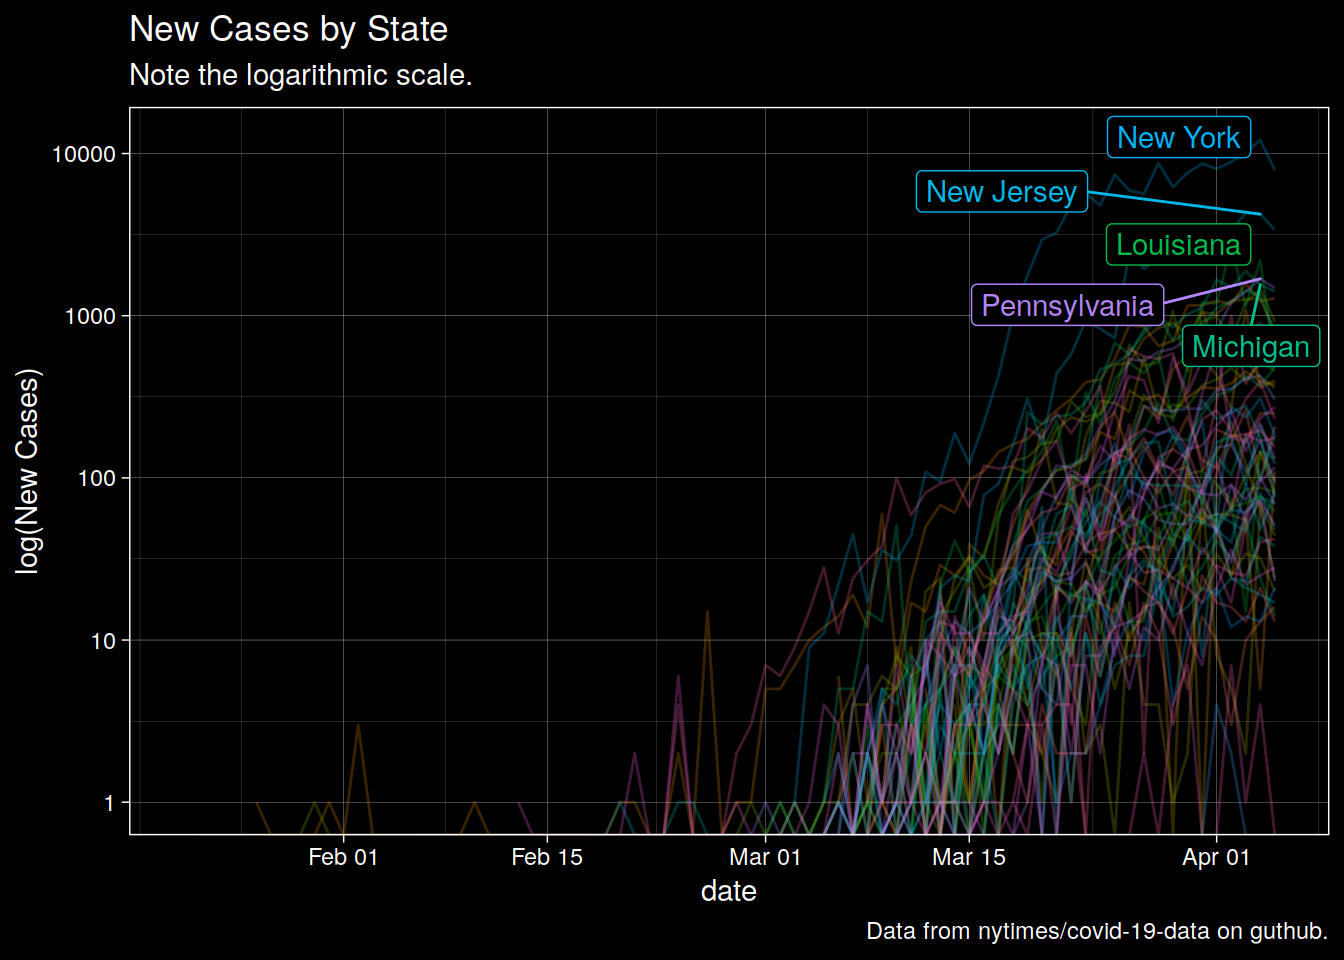 New Cases by State
Note the logarithmic scale.
New York
New Jersey
Louisiana
Pennsylvania
Michigan
10000
1000
100
10
1
log(New Cases)
Feb 01
Feb 15
Mar 01
Mar 15
Apr 01
date
Data from nytimes/covid-19-data on guthub.